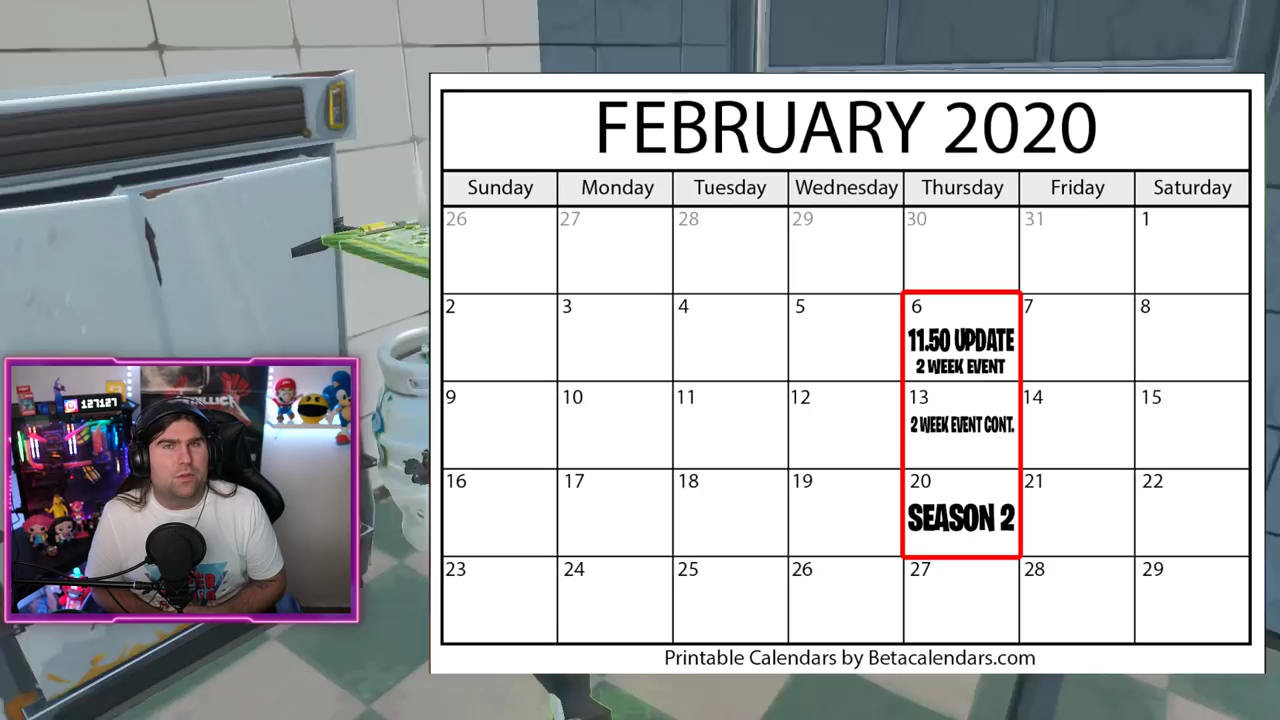 FEBRUARY 2020
Sunday Monday Tuesday Wednesday Thursday Friday Saturday
26 27 28 29 30 31 1
2 3 4 5 6 7 8
11.50 UPDATE
2 WEEK EVENT
9 10 11 12 13 14 15
2 WEEK EVENT CONT.
16 17 18 19 20 21 22
SEASON 2
23 24 25 26 27 28 29
Printable Calendars by Betacalendars.com
127127